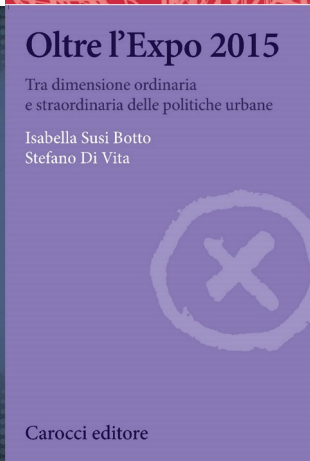 Oltre l'Expo 2015
Tra dimensione ordinaria
e straordinaria delle politiche urbane
Isabella Susi Botto
Stefano Di Vita
Carocci editore